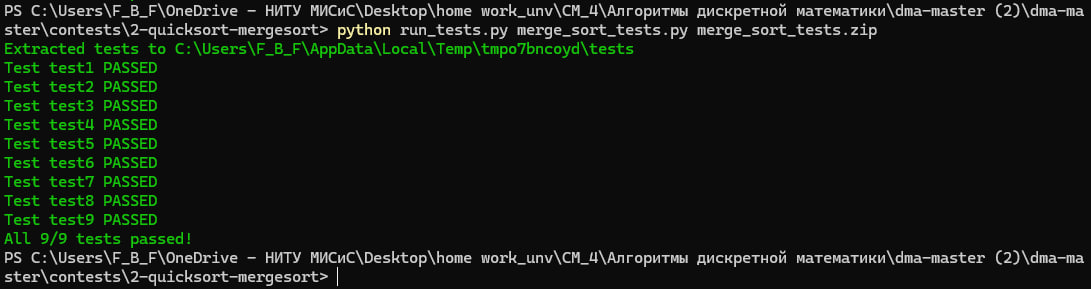 PS C:\Users\F_B_F\OneDrive - НИТУ МИСиС\Desktop\home work_unv\CM_4\Алгоритмы дискретной математики\dma-master (2)\dma-ma
ster\contests\2-quicksort-mergesort> python run_tests.py merge_sort_tests.py merge_sort_tests.zip
Extracted tests to C:\Users\F_B_F\AppData\Local\Temp\tmpo7bncoyd\tests
Test test1 PASSED
Test test2 PASSED
Test test3 PASSED
Test test4 PASSED
Test test5 PASSED
Test test6 PASSED
Test test7 PASSED
Test test8 PASSED
Test test9 PASSED
All 9/9 tests passed!
PS C:\Users\F_B_F\OneDrive - НИТУ МИСиС\Desktop\home work_unv\CM_4\Алгоритмы дискретной математики\dma-master (2)\dma-ma
ster\contests\2-quicksort-mergesort>